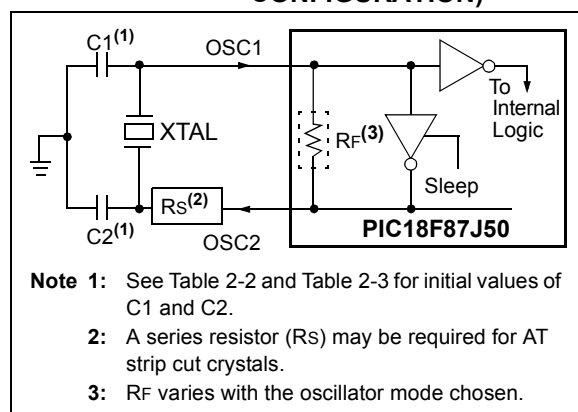 CONFIGURATION)
C1(1)
OSC1
To
Internal
Logic
XTAL
RF(3)
Sleep
C2(1)
RS(2)
OSC2
PIC18F87J50
Note 1: See Table 2-2 and Table 2-3 for initial values of
C1 and C2.
2: A series resistor (RS) may be required for AT
strip cut crystals.
3: RF varies with the oscillator mode chosen.